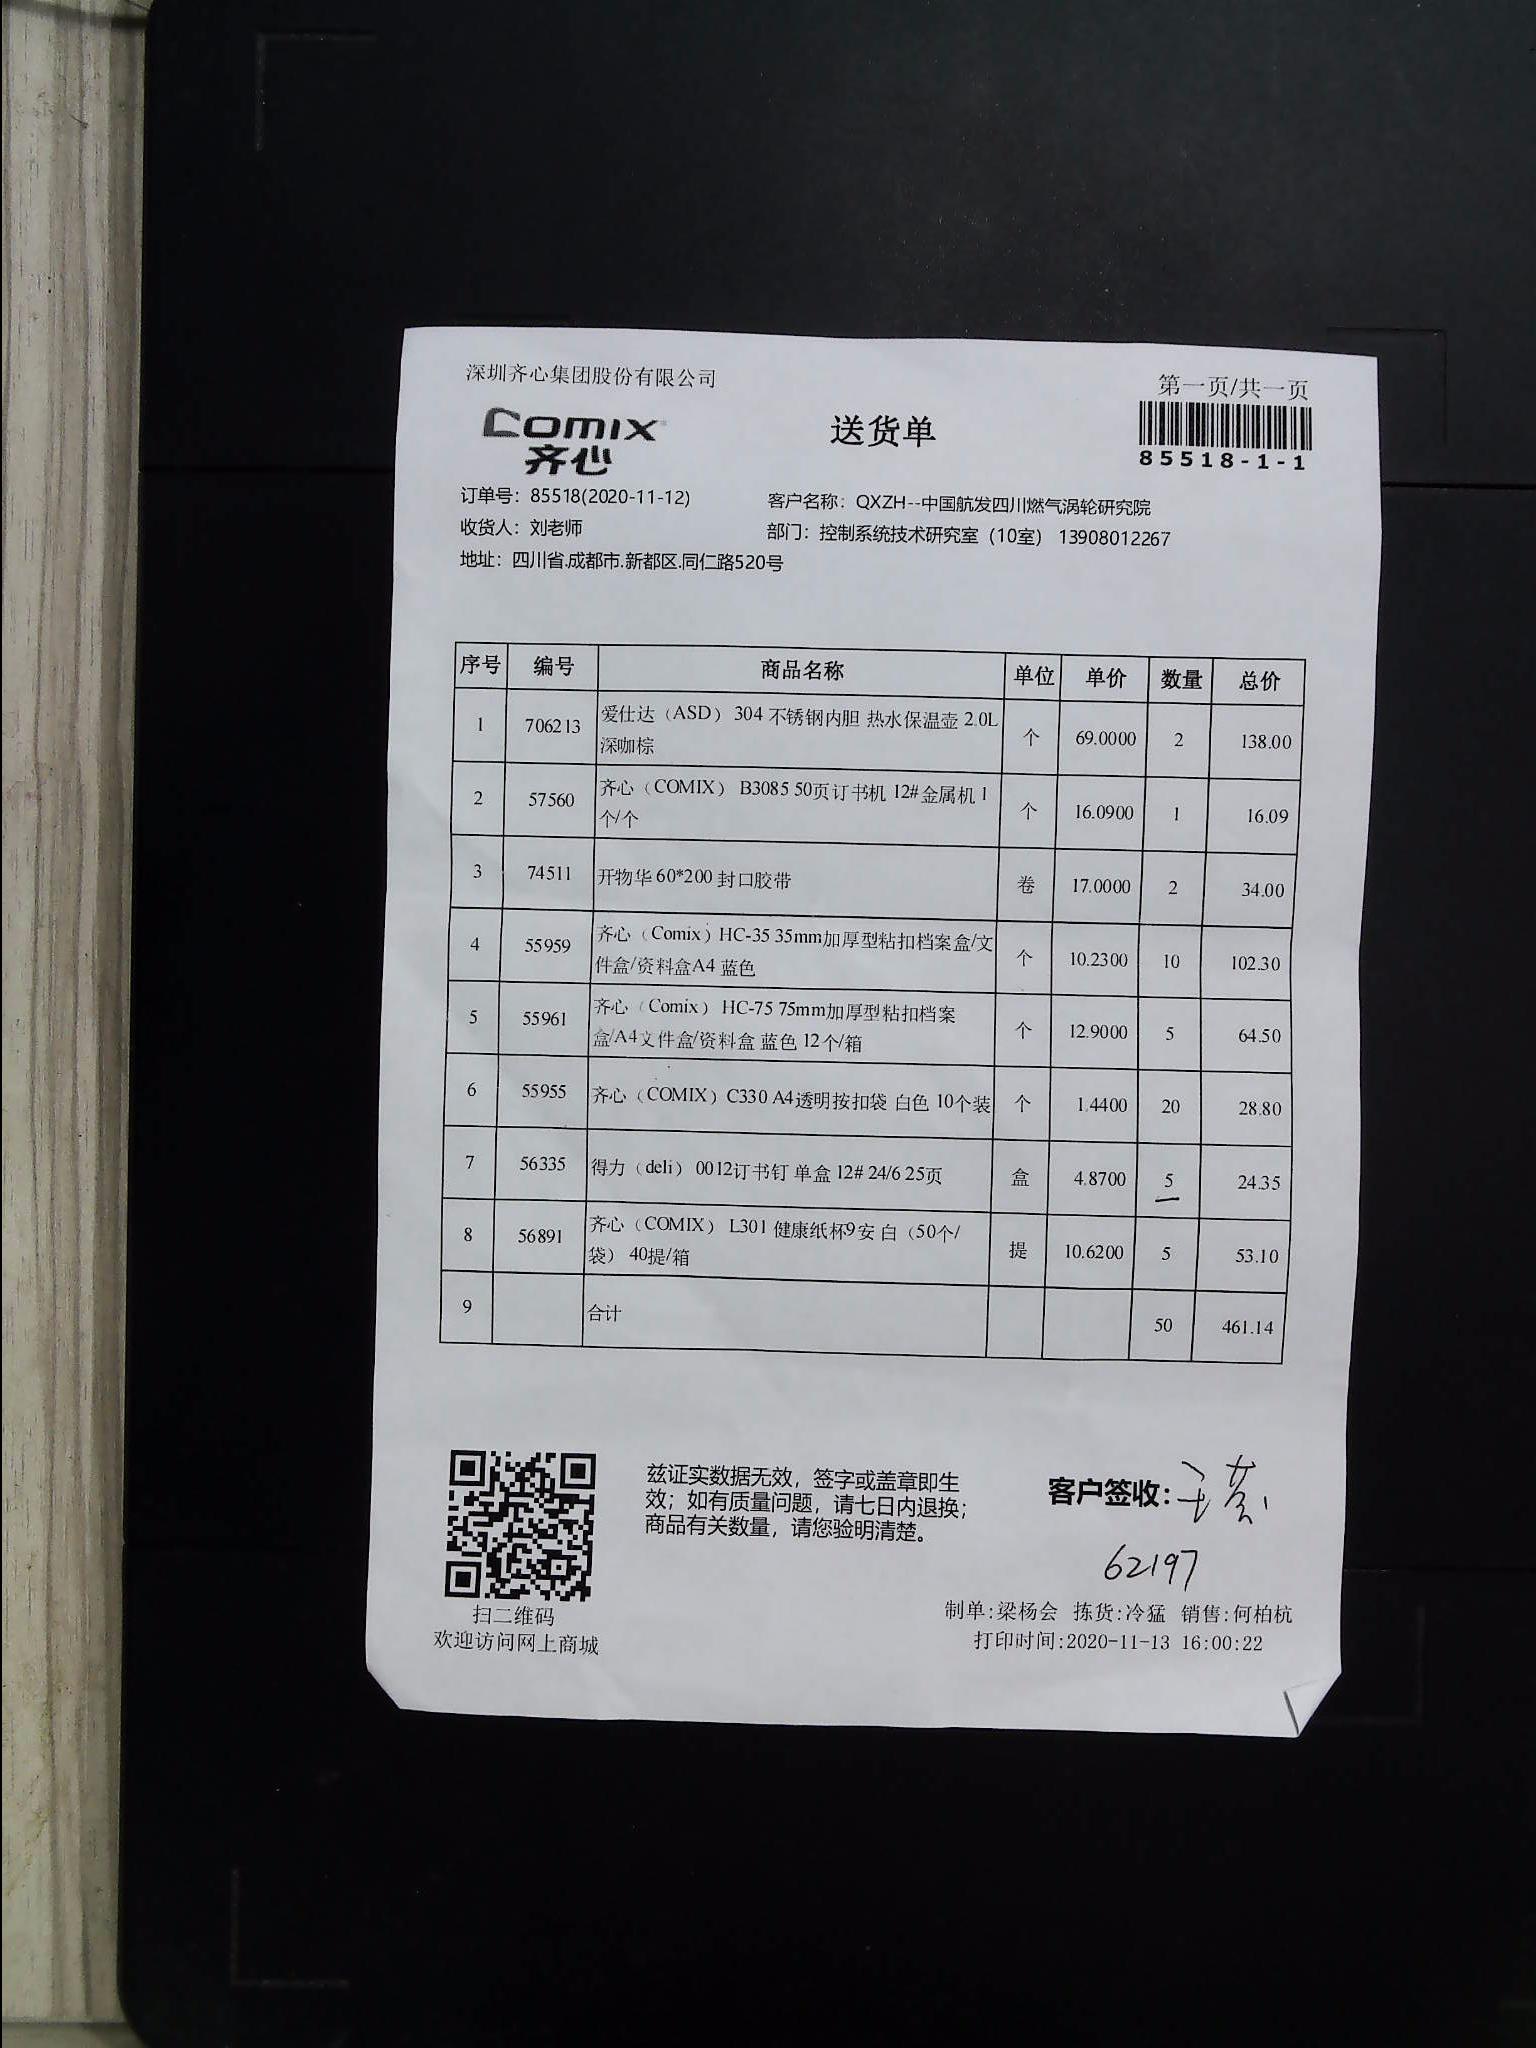 深圳齐心集团股份有限公司
第一页/共一页
Comix
齐心
送货单
85518-1-1
订单号：85518(2020-11-12)
客户名称：QXZH--中国航发四川燃气涡轮研究院
收货人：刘老师
部门：控制系统技术研究室（10室） 13908012267
地址：四川省.成都市.新都区.同仁路520号
序号 编号 商品名称 单位 单价 数量 总价
1 706213 爱仕达（ASD） 304 不锈钢内胆 热水保温壶 2.0L
深咖棕 个 69.0000 2 138.00
2 57560 齐心（COMIX） B3085 50页订书机 12#金属机 1
个/个 个 16.0900 1 16.09
3 74511 开物华 60*200 封口胶带 卷 17.0000 2 34.00
4 55959 齐心（Comix）HC-35 35mm加厚型粘扣档案盒/文
件盒/资料盒A4 蓝色 个 10.2300 10 102.30
5 55961 齐心（Comix） HC-75 75mm加厚型粘扣档案
盒/A4文件盒/资料盒 蓝色 12个/箱 个 12.9000 5 64.50
6 55955 齐心（COMIX）C330 A4透明按扣袋 白色 10个装 个 1.4400 20 28.80
7 56335 得力（deli） 0012订书钉 单盒 12# 24/6 25页 盒 4.8700 5 24.35
8 56891 齐心（COMIX） L301 健康纸杯9安 白（50个/
袋） 40提/箱 提 10.6200 5 53.10
9 合计 50 461.14
兹证实数据无效，签字或盖章即生
效；如有质量问题，请七日内退换；
商品有关数量，请您验明清楚。
客户签收：
62197
扫二维码
欢迎访问网上商城
制单:梁杨会 拣货:冷猛 销售:何柏杭
打印时间:2020-11-13 16:00:22